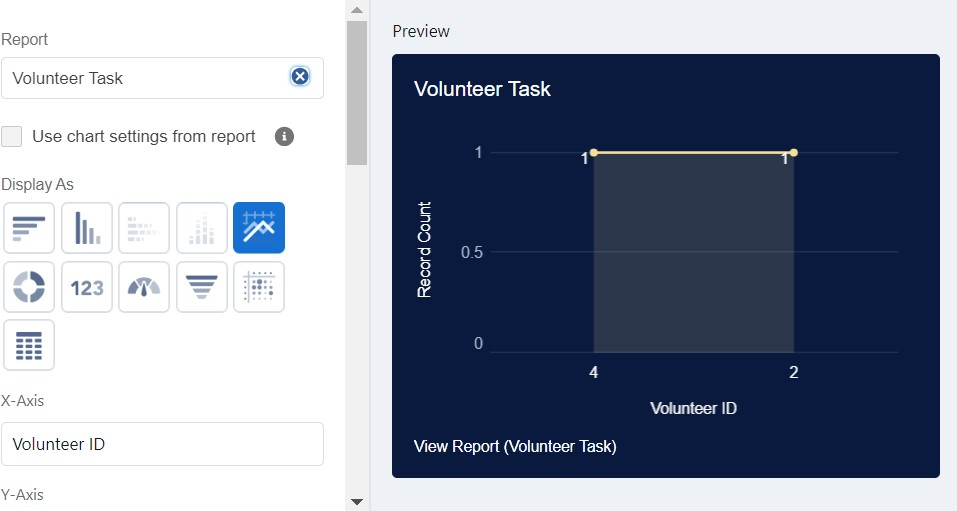 Report
Volunteer Task
Use chart settings from report
Display As
123
X-Axis
Volunteer ID
Y-Axis
Preview
Volunteer Task
1
1
1
0.5
0
Record Count
4
2
Volunteer ID
View Report (Volunteer Task)